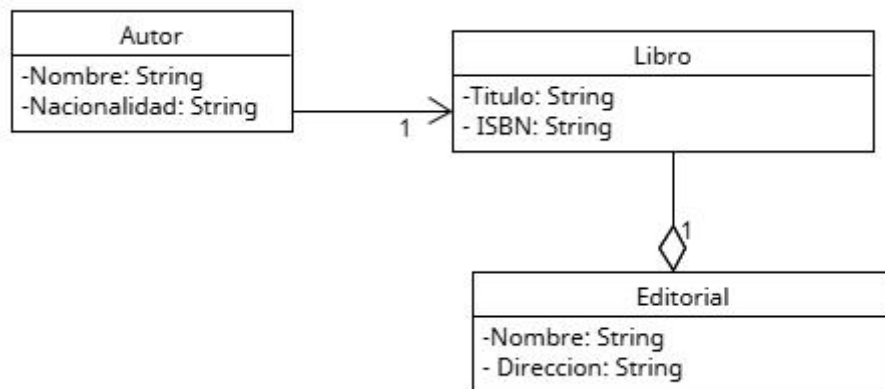 Autor
-Nombre: String
-Nacionalidad: String
1
Libro
-Titulo: String
- ISBN: String
1
Editorial
-Nombre: String
- Direccion: String